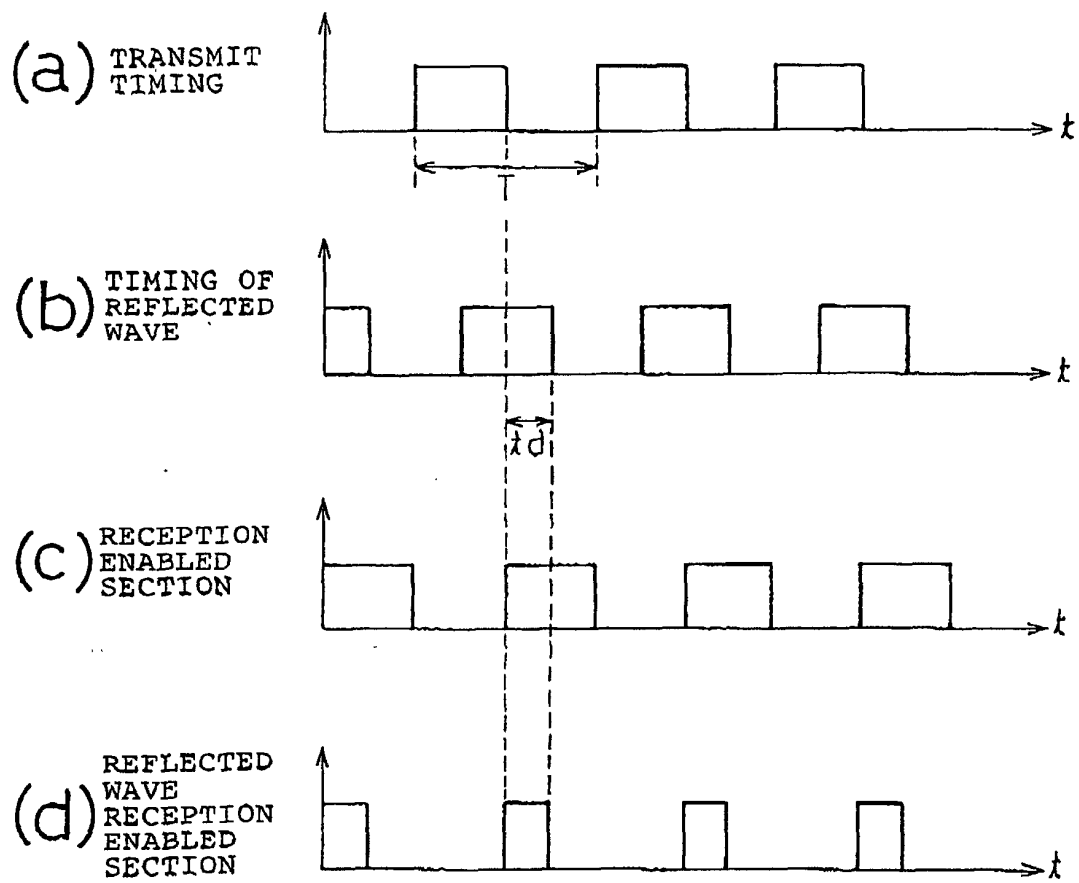 (a) TRANSMIT
TIMING
t
T
(b) TIMING OF
REFLECTED
WAVE
t
td
(c) RECEPTION
ENABLED
SECTION
t
(d) REFLECTED
WAVE
RECEPTION
ENABLED
SECTION
t